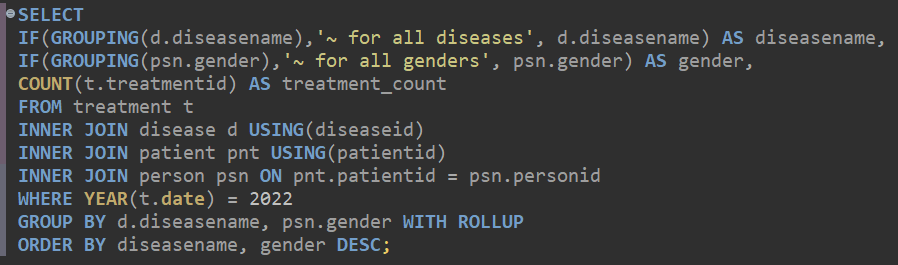 SELECT
IF(GROUPING(d.diseasename),'~ for all diseases', d.diseasename) AS diseasename,
IF(GROUPING(psn.gender),'~ for all genders', psn.gender) AS gender,
COUNT(t.treatmentid) AS treatment_count
FROM treatment t
INNER JOIN disease d USING(diseaseid)
INNER JOIN patient pnt USING(patientid)
INNER JOIN person psn ON pnt.patientid = psn.personid
WHERE YEAR(t.date) = 2022
GROUP BY d.diseasename, psn.gender WITH ROLLUP
ORDER BY diseasename, gender DESC;